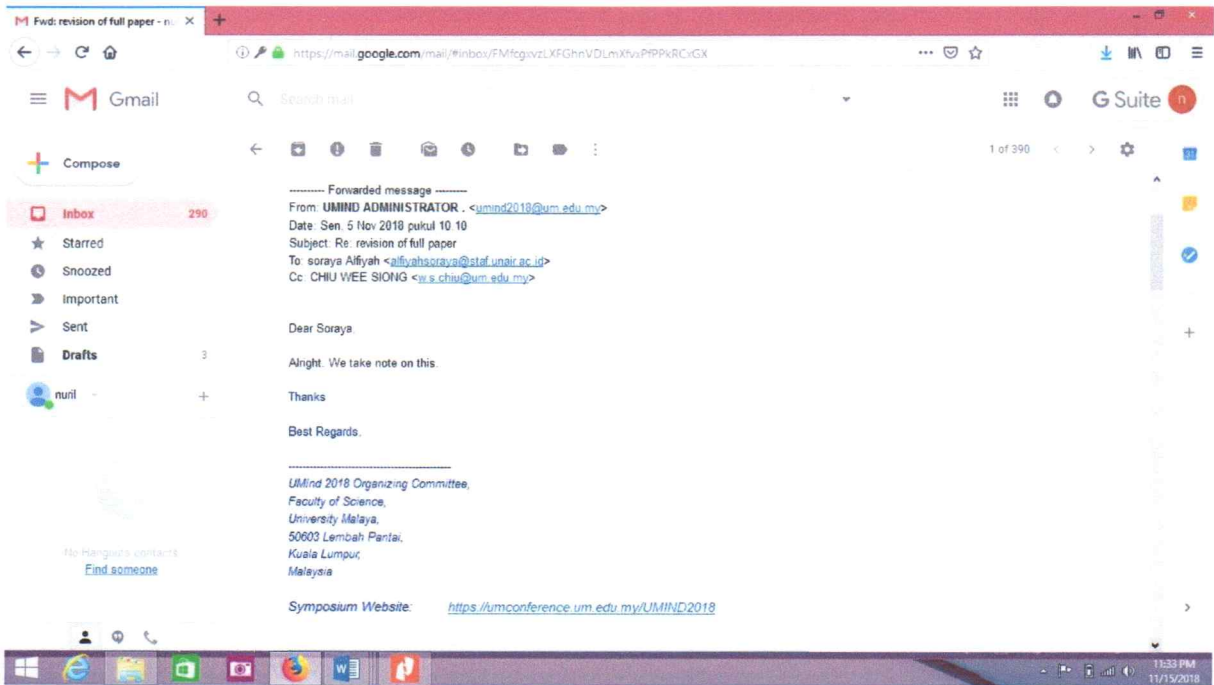 Fwd: revision of full paper - n
https://mail.google.com/mail/#inbox/
Gmail
Search mail
G Suite
n
Compose
1 of 390
31
---------- Forwarded message ---------
From: UMIND ADMINISTRATOR . <umind2018@um.edu.my>
Inbox 290
Date: Sen, 5 Nov 2018 pukul 10.10
Starred
Subject: Re: revision of full paper
To: soraya Alfiyah <alfiyahsoraya@staf.unair.ac.id>
Snoozed
Cc: CHIU WEE SIONG <w.s.chiu@um.edu.my>
Important
Sent
Dear Soraya,
Drafts 3
Alright. We take note on this.
nuril
Thanks
Best Regards,
UMind 2018 Organizing Committee,
Faculty of Science,
University Malaya,
50603 Lembah Pantai,
Kuala Lumpur,
Malaysia
No Hangouts contacts
Find someone
Symposium Website: https://umconference.um.edu.my/UMIND2018
11:33 PM
11/15/2018